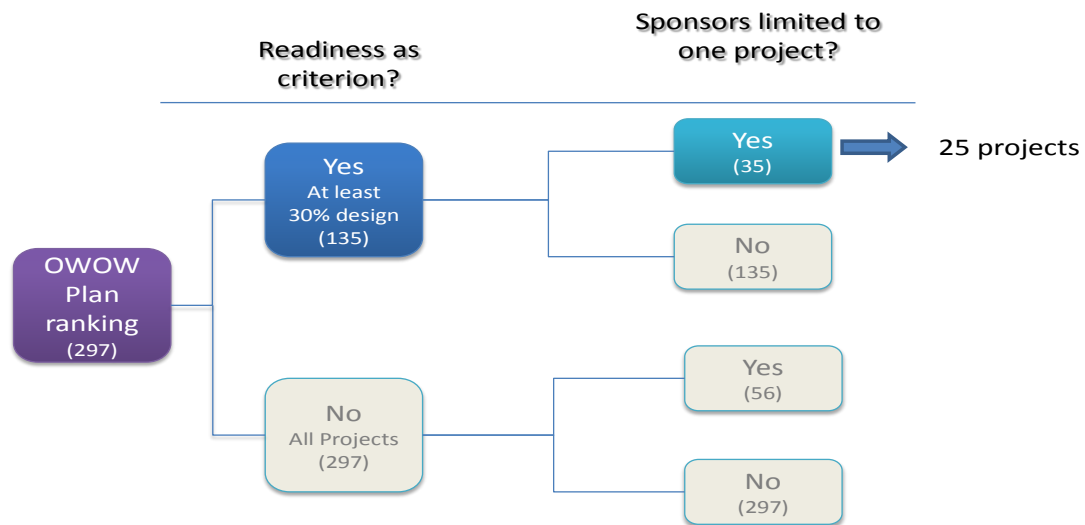 Readiness as
criterion?
Sponsors limited to
one project?
OWOW
Plan
ranking
(297)
Yes
At least
30% design
(135)
No
All Projects
(297)
Yes
(35)
25 projects
No
(135)
Yes
(56)
No
(297)